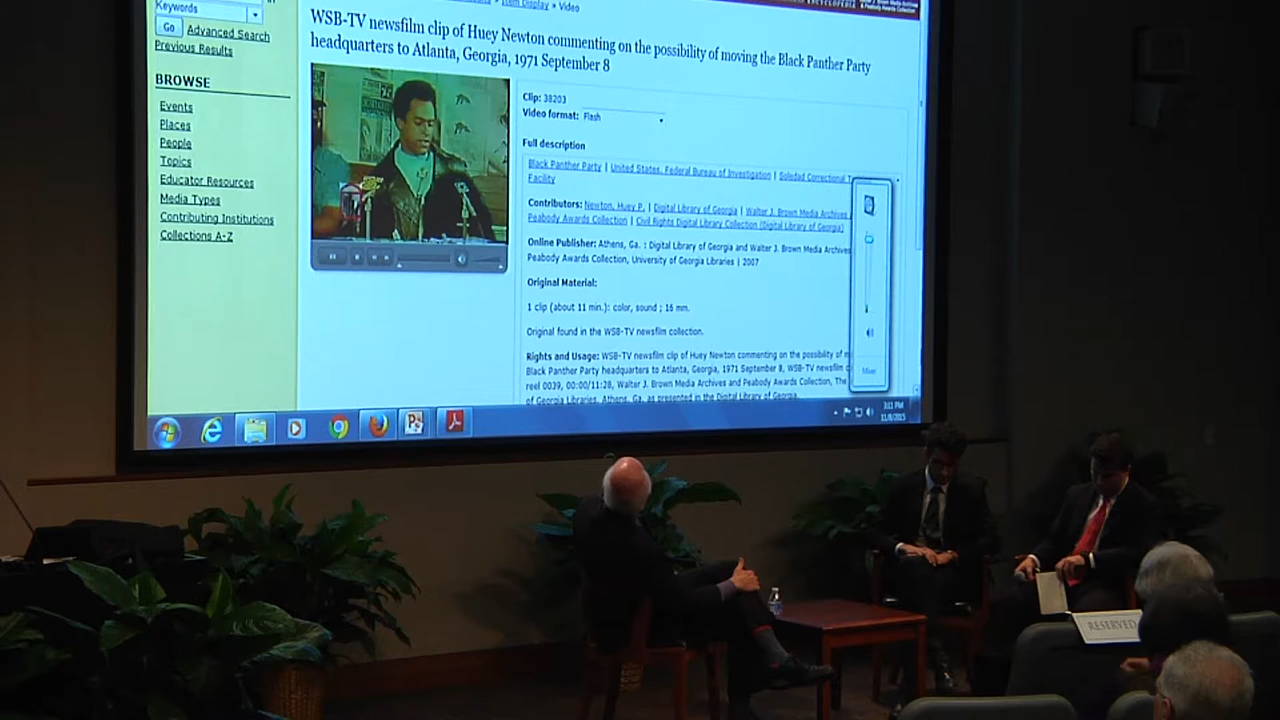 Item Display » Video
Keywords
Go Advanced Search
Previous Results
WSB-TV newsfilm clip of Huey Newton commenting on the possibility of moving the Black Panther Party
headquarters to Atlanta, Georgia, 1971 September 8
BROWSE
Events
Places
People
Topics
Educator Resources
Media Types
Contributing Institutions
Collections A-Z
Clip: 38203
Video format: Flash
Full description
Black Panther Party | United States. Federal Bureau of Investigation | Soledad Correctional
Facility
Contributors: Newton, Huey P. | Digital Library of Georgia | Walter J. Brown Media Archives
Peabody Awards Collection | Civil Rights Digital Library Collection (Digital Library of Georgia)
Online Publisher: Athens, Ga. : Digital Library of Georgia and Walter J. Brown Media Archives
Peabody Awards Collection, University of Georgia Libraries | 2007
Original Material:
1 clip (about 11 min.): color, sound ; 16 mm.
Original found in the WSB-TV newsfilm collection.
Rights and Usage: WSB-TV newsfilm clip of Huey Newton commenting on the possibility of m
Black Panther Party headquarters to Atlanta, Georgia, 1971 September 8, WSB-TV newsfilm c
reel 0039, 00:00/11:28, Walter J. Brown Media Archives and Peabody Awards Collection, The
of Georgia Libraries, Athens, Ga, as presented in the Digital Library of Georgia.
Mixer
3:11 PM
RESERVED